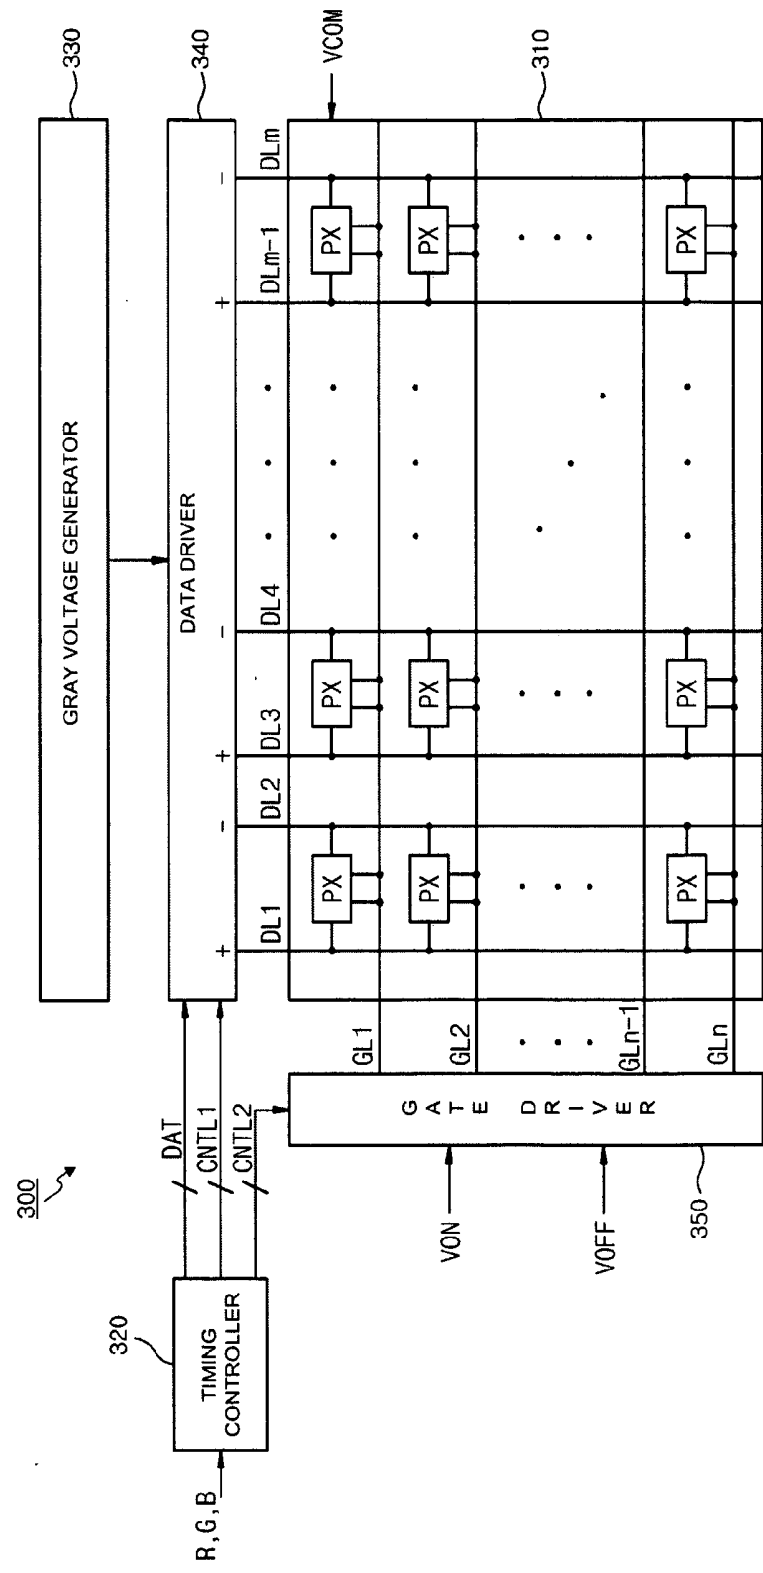 300
330
GRAY VOLTAGE GENERATOR
340
DATA DRIVER
+ - + - + -
320
TIMING
CONTROLLER
R,G,B
DAT
CNTL1
CNTL2
DL1 DL2 DL3 DL4 DLm-1 DLm
VCOM
310
GL1
PX PX PX
GL2
PX PX PX
GLn-1
GLn
PX PX PX
GATE DRIVER
VON
VOFF
350